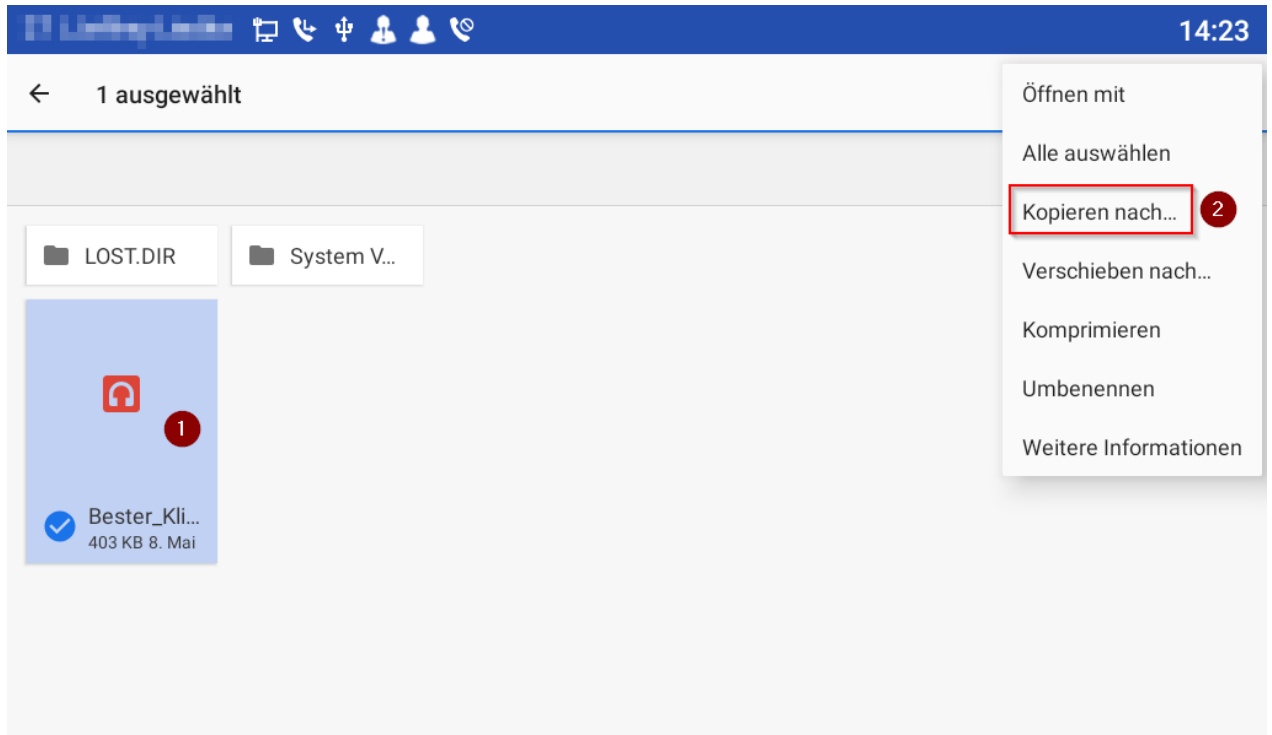 14:23
1 ausgewählt
Öffnen mit
Alle auswählen
Kopieren nach…
2
Verschieben nach…
Komprimieren
Umbenennen
Weitere Informationen
LOST.DIR
System V…
1
Bester_Kli…
403 KB 8. Mai